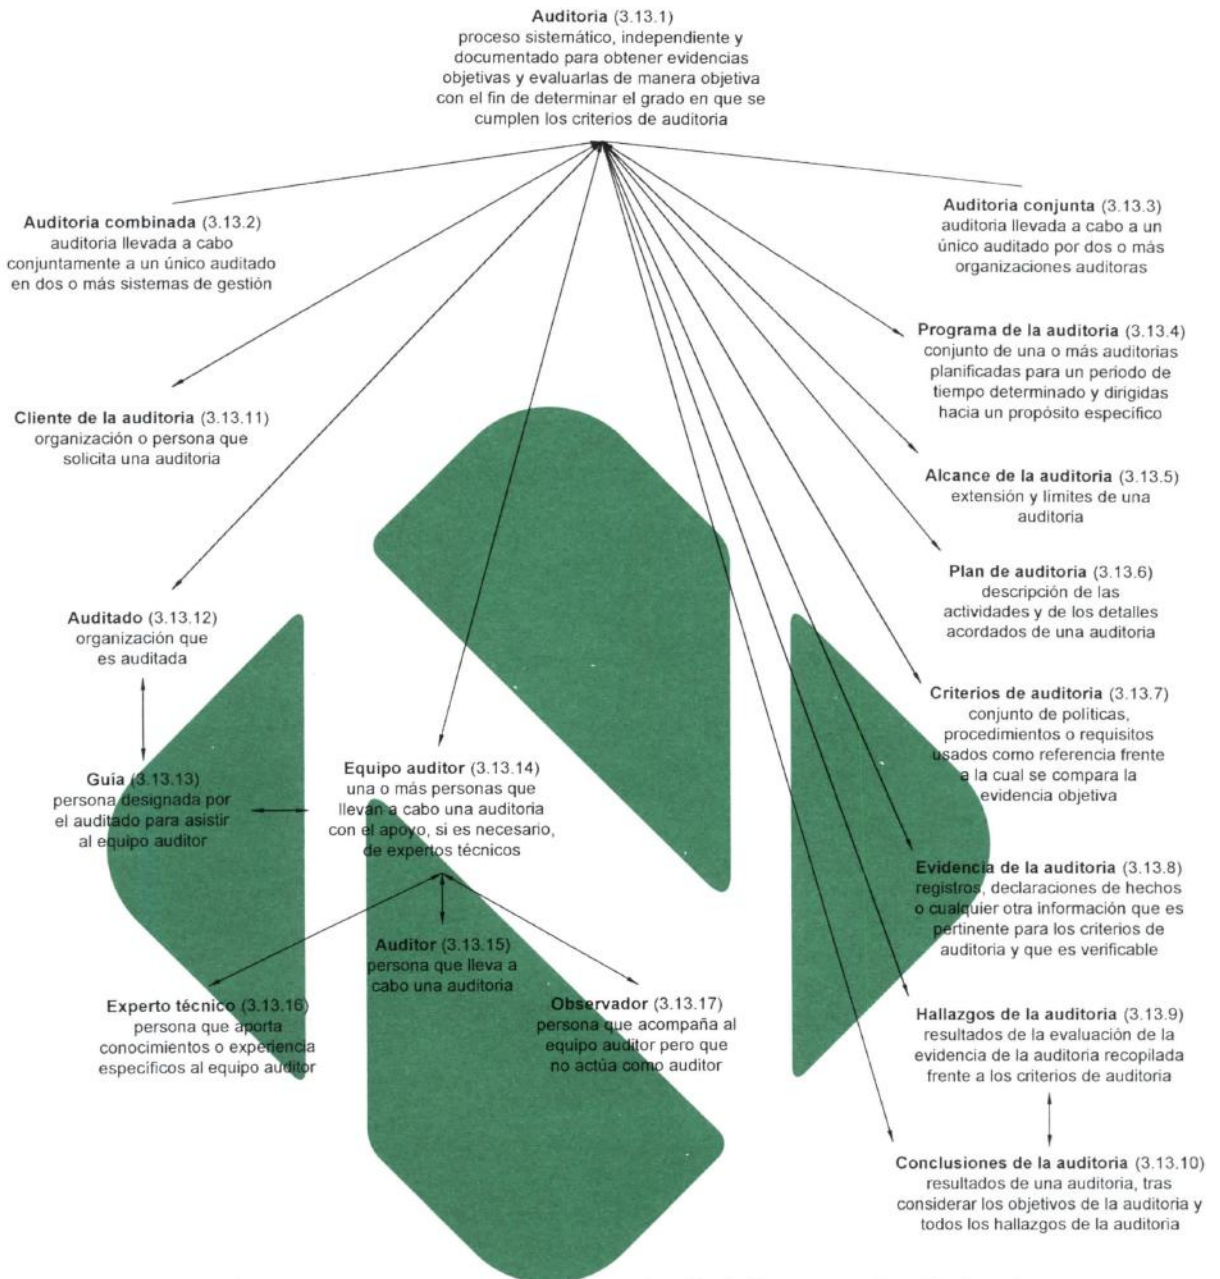 Auditoria (3.13.1)
proceso sistemático, independiente y
documentado para obtener evidencias
objetivas y evaluarlas de manera objetiva
con el fin de determinar el grado en que se
cumplen los criterios de auditoria
Auditoria combinada (3.13.2)
auditoria llevada a cabo
conjuntamente a un único auditado
en dos o más sistemas de gestión
Auditoria conjunta (3.13.3)
auditoria llevada a cabo a un
único auditado por dos o más
organizaciones auditoras
Programa de la auditoria (3.13.4)
conjunto de una o más auditorias
planificadas para un periodo de
tiempo determinado y dirigidas
hacia un propósito específico
Cliente de la auditoria (3.13.11)
organización o persona que
solicita una auditoria
Alcance de la auditoria (3.13.5)
extensión y limites de una
auditoria
Plan de auditoria (3.13.6)
descripción de las
actividades y de los detalles
acordados de una auditoria
Auditado (3.13.12)
organización que
es auditada
Criterios de auditoria (3.13.7)
conjunto de políticas,
procedimientos o requisitos
usados como referencia frente
a la cual se compara la
evidencia objetiva
Guía (3.13.13)
persona designada por
el auditado para asistir
al equipo auditor
Equipo auditor (3.13.14)
una o más personas que
llevan a cabo una auditoria
con el apoyo, si es necesario,
de expertos técnicos
Evidencia de la auditoria (3.13.8)
registros, declaraciones de hechos
o cualquier otra información que es
pertinente para los criterios de
auditoria y que es verificable
Auditor (3.13.15)
persona que lleva a
cabo una auditoria
Experto técnico (3.13.16)
persona que aporta
conocimientos o experiencia
especificos al equipo auditor
Observador (3.13.17)
persona que acompaña al
equipo auditor pero que
no actúa como auditor
Hallazgos de la auditoria (3.13.9)
resultados de la evaluación de la
evidencia de la auditoria recopilada
frente a los criterios de auditoria
Conclusiones de la auditoria (3.13.10)
resultados de una auditoria, tras
considerar los objetivos de la auditoria y
todos los hallazgos de la auditoria